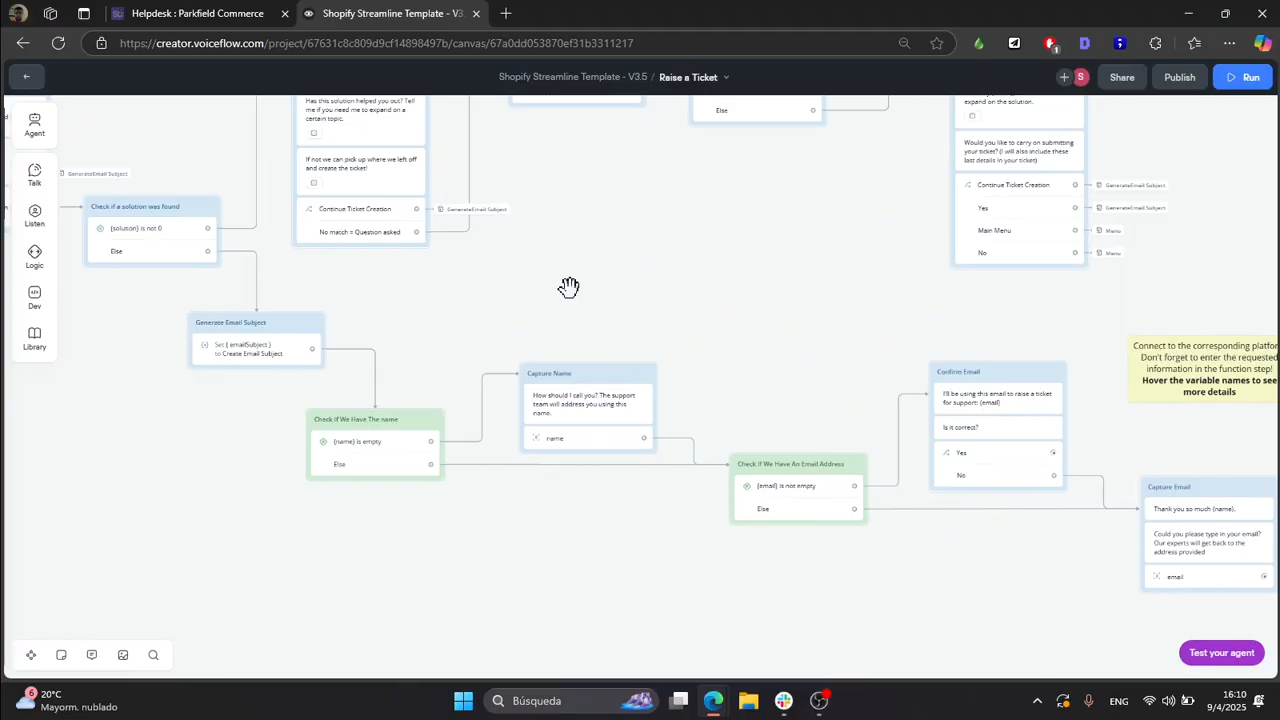 Helpdesk : Parkfield Commerce
Shopify Streamline Template - V3
https://creator.voiceflow.com/project/67631c8c809d9cf14898497b/canvas/67a0dd053870ef31b3311217
1
Shopify Streamline Template - V3.5 / Raise a Ticket
S
Share
Publish
Run
Agent
Talk
Listen
Logic
Dev
Library
GenerateEmail Subject
Check if a solution was found
{solution} is not 0
Else
Has this solution helped you out? Tell
me if you need me to expand on a
certain topic.
If not we can pick up where we left off
and create the ticket!
Continue Ticket Creation
GenerateEmail Subject
No match = Question asked
Else
expand on the solution.
Would you like to carry on submitting
your ticket? (I will also include these
last details in your ticket)
Continue Ticket Creation
GenerateEmail Subject
Yes
GenerateEmail Subject
Main Menu
Menu
No
Menu
Generate Email Subject
Set { emailSubject }
to Create Email Subject
Check If We Have The name
{name} is empty
Else
Capture Name
How should I call you? The support
team will address you using this
name.
name
Check If We Have An Email Address
{email} is not empty
Else
Confirm Email
I'll be using this email to raise a ticket
for support: {email}
Is it correct?
Yes
No
Connect to the corresponding platfor
Don't forget to enter the requested
information in the function step!
Hover the variable names to see
more details
Capture Email
Thank you so much {name}.
Could you please type in your email?
Our experts will get back to the
address provided
email
Test your agent
6
20°C
Mayorm. nublado
Búsqueda
ENG
16:10
9/4/2025